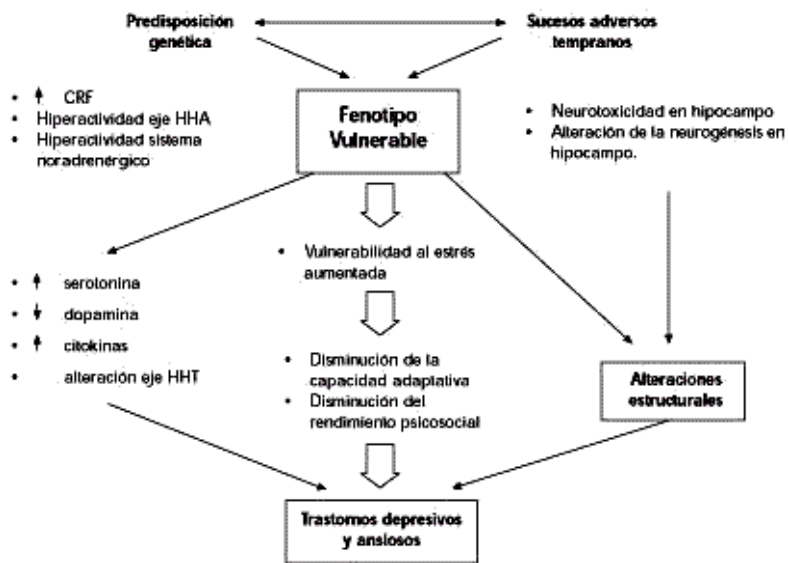 Predisposición
genética
Sucesos adversos
tempranos
• ↑ CRF
• Hiperactividad eje HHA
• Hiperactividad sistema
noradrenérgico
Fenotipo
Vulnerable
• Neurotoxicidad en hipocampo
• Alteración de la neurogénesis en
hipocampo.
• Vulnerabilidad al estrés
aumentada
• ↑ serotonina
• ↓ dopamina
• ↑ citokinas
• alteración eje HHT
• Disminución de la
capacidad adaptativa
• Disminución del
rendimiento psicosocial
Alteraciones
estructurales
Trastornos depresivos
y ansiosos